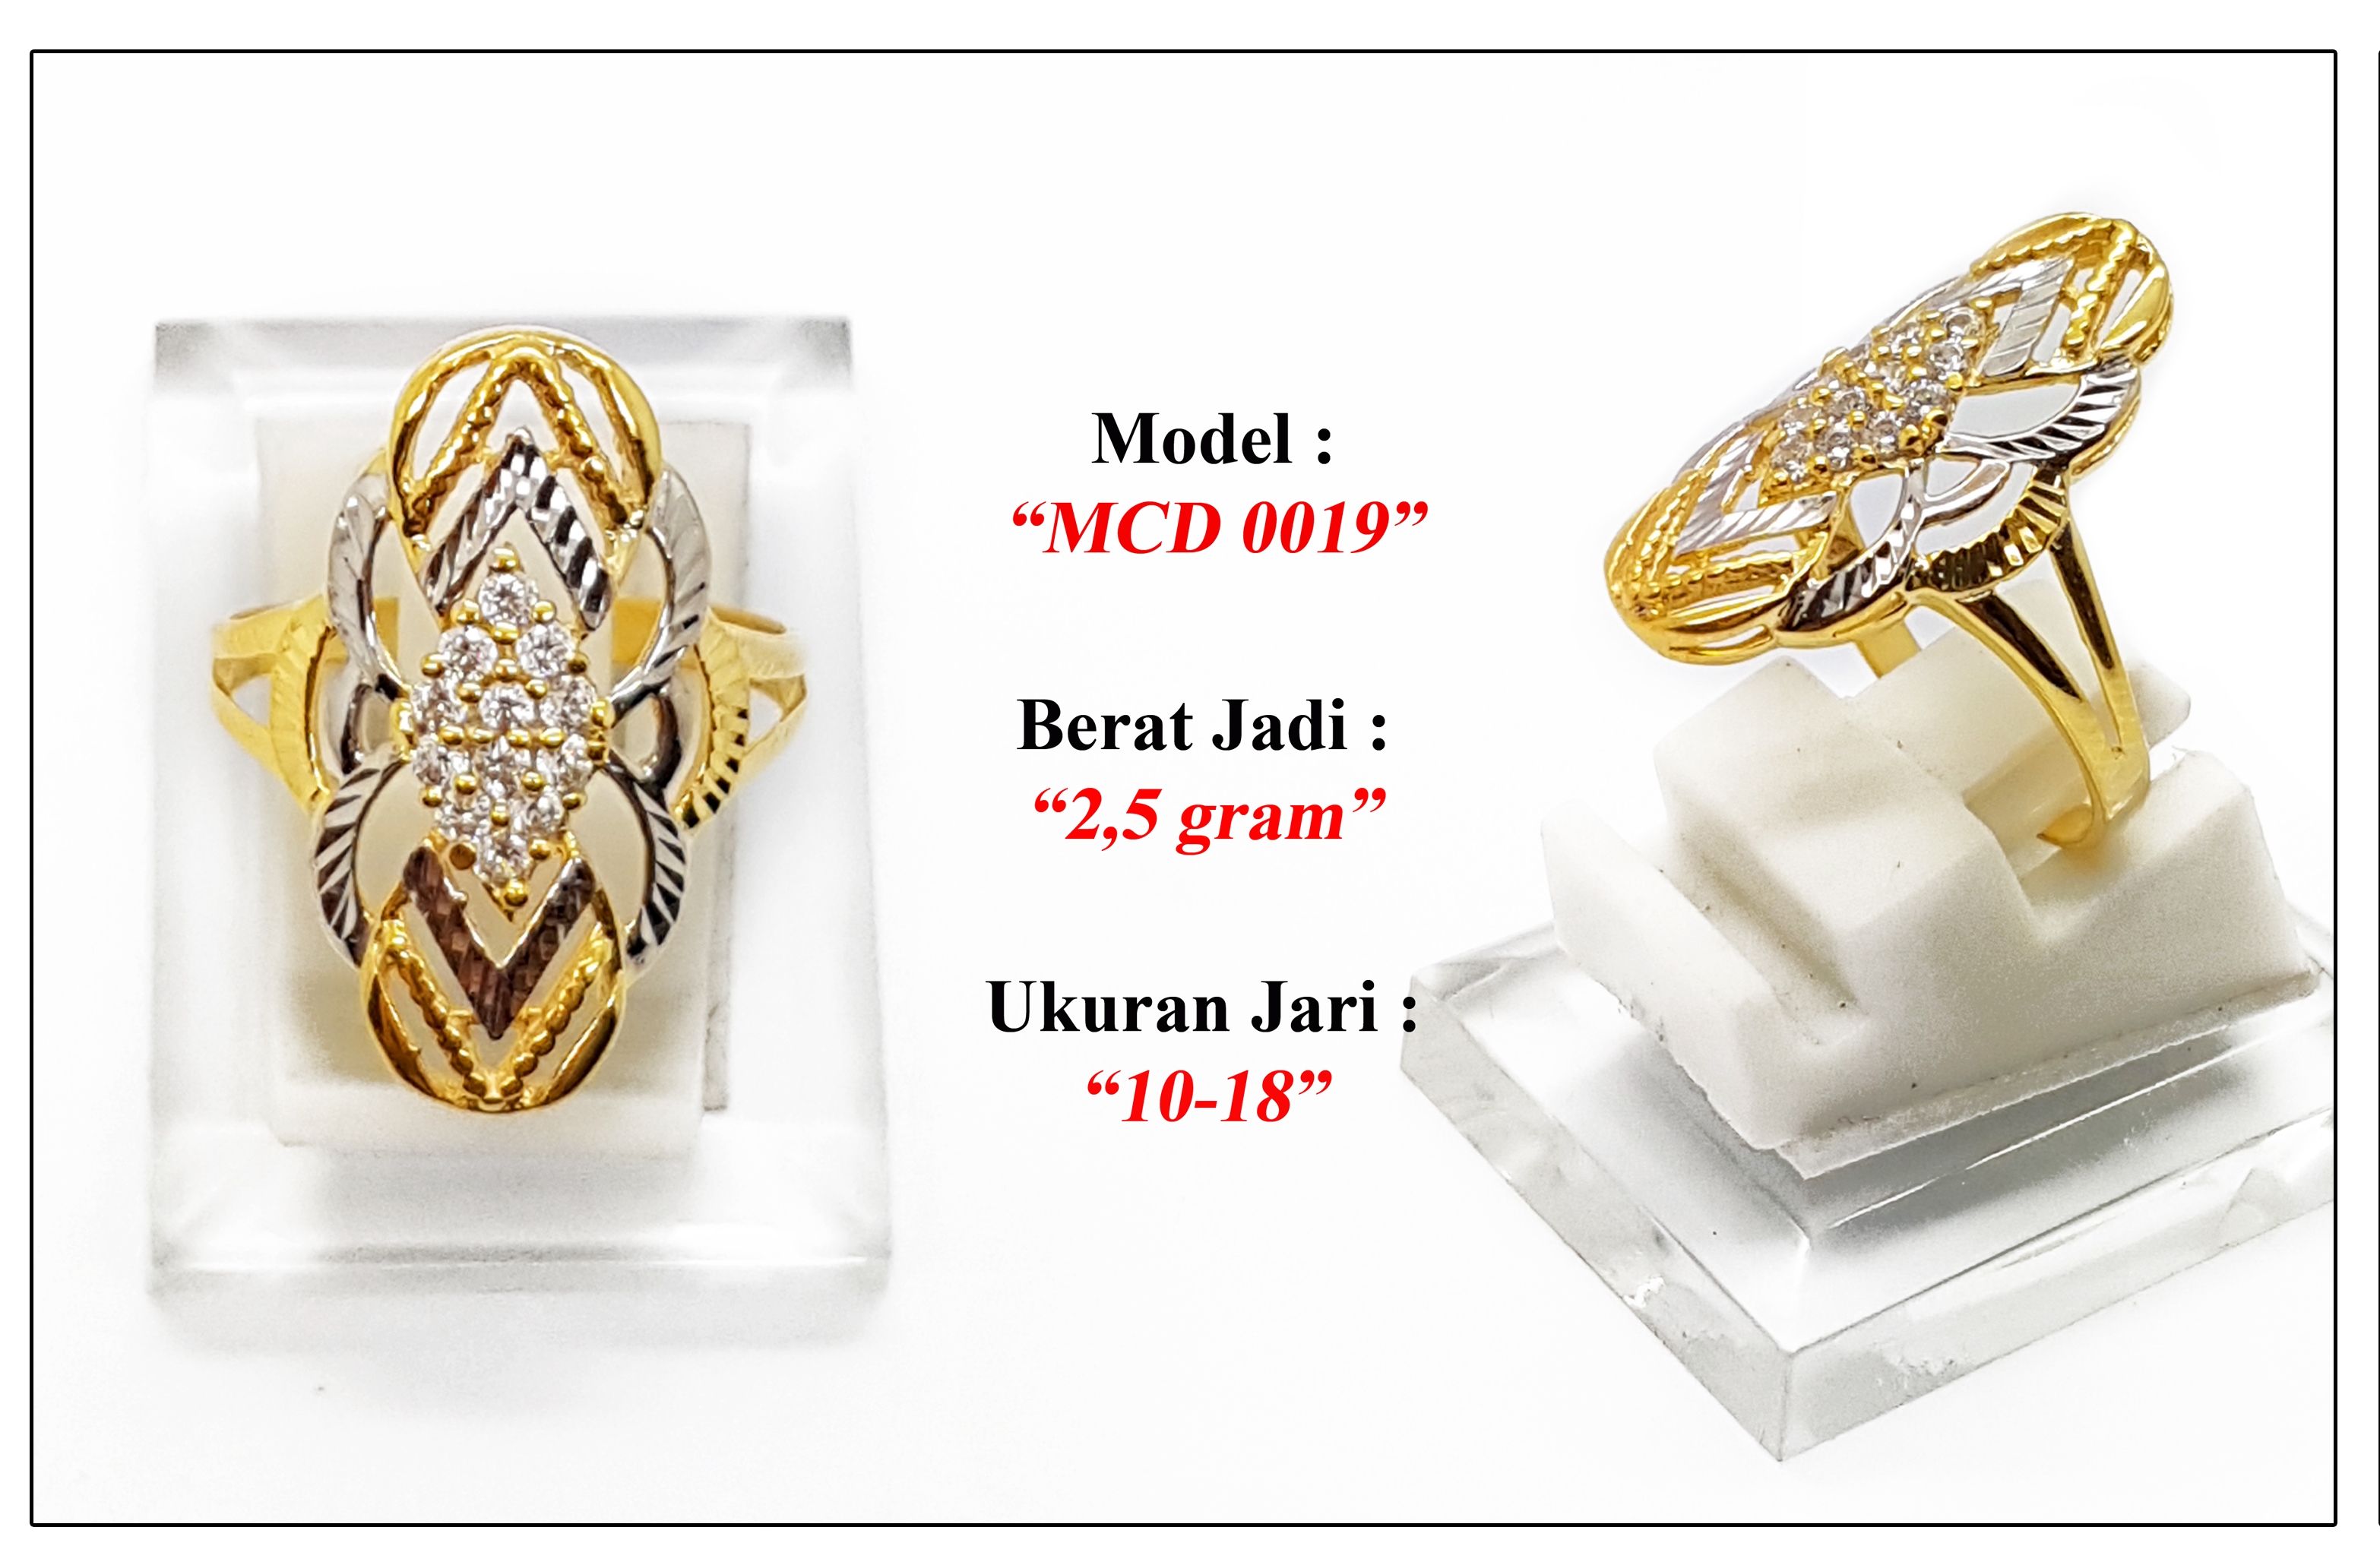 Model :
“MCD 0019”
Berat Jadi :
“2,5 gram”
Ukuran Jari :
“10-18”